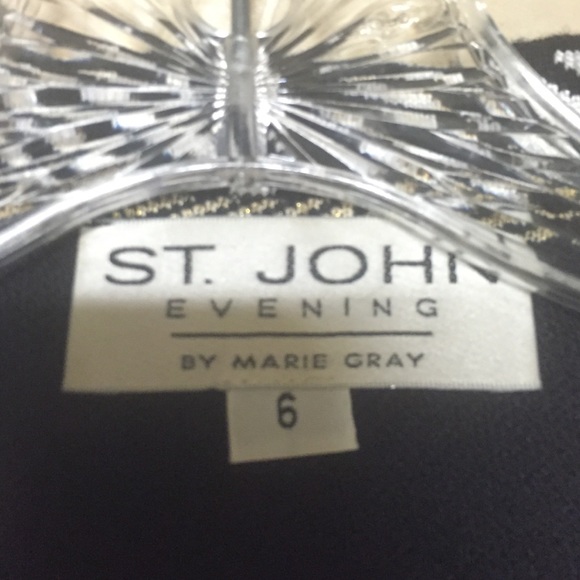 ST. JOHN
EVENING
BY MARIE GRAY
6